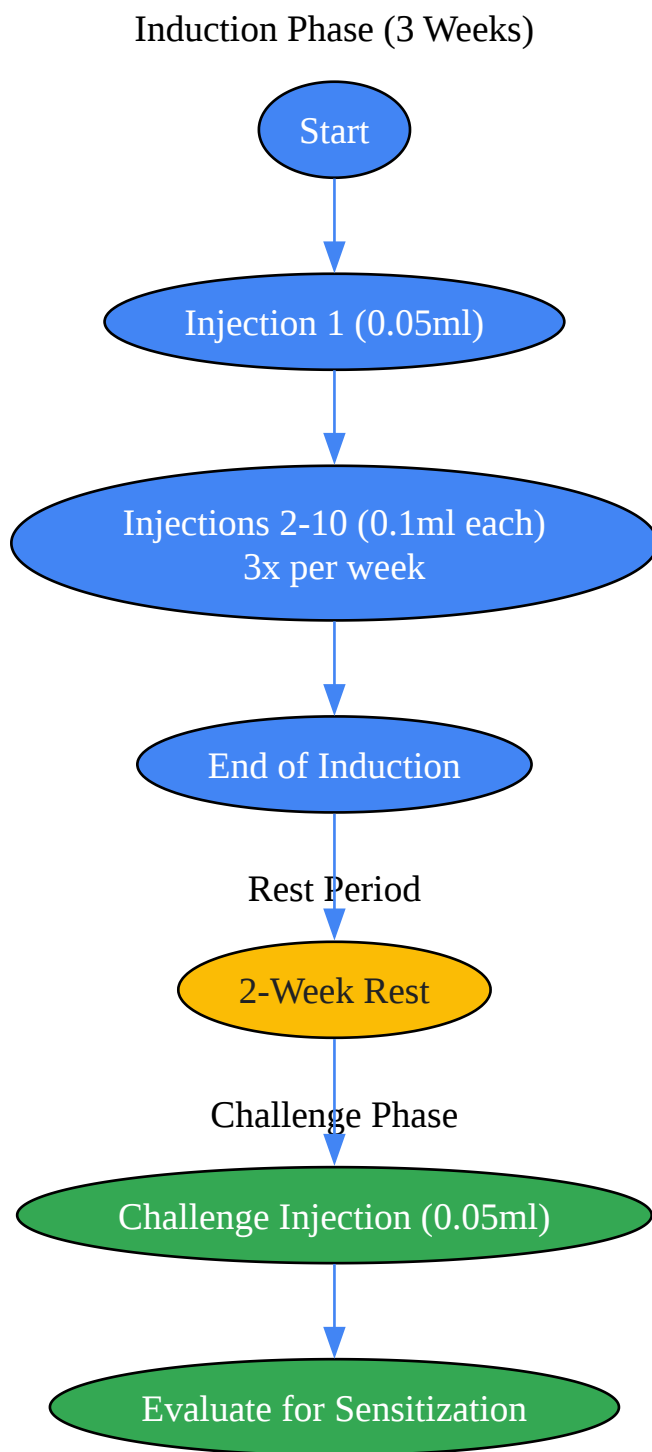 Induction Phase (3 Weeks)
Start
Injection 1 (0.05ml)
Injections 2-10 (0.1ml each)
3x per week
End of Induction
Rest Period
2-Week Rest
Challenge Phase
Challenge Injection (0.05ml)
Evaluate for Sensitization